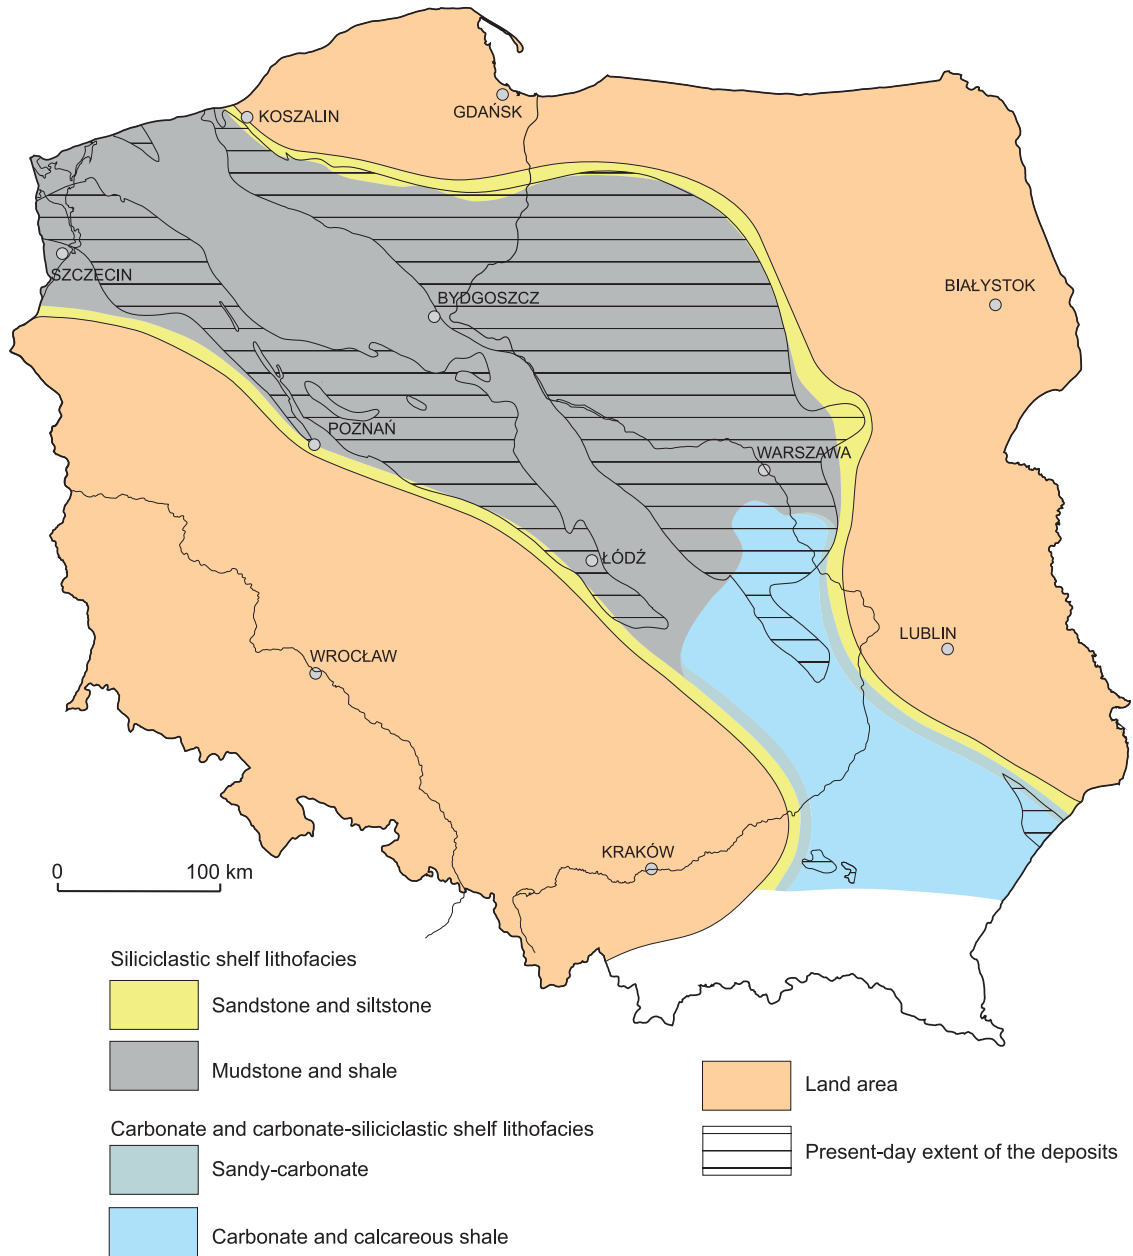 KOSZALIN
GDAŃSK
SZCZECIN
BYDGOSZCZ
BIAŁYSTOK
POZNAŃ
WARSZAWA
ŁÓDŹ
LUBLIN
WROCŁAW
KRAKÓW
0 100 km
Siliciclastic shelf lithofacies
Sandstone and siltstone
Mudstone and shale
Carbonate and carbonate-siliciclastic shelf lithofacies
Sandy-carbonate
Carbonate and calcareous shale
Land area
Present-day extent of the deposits